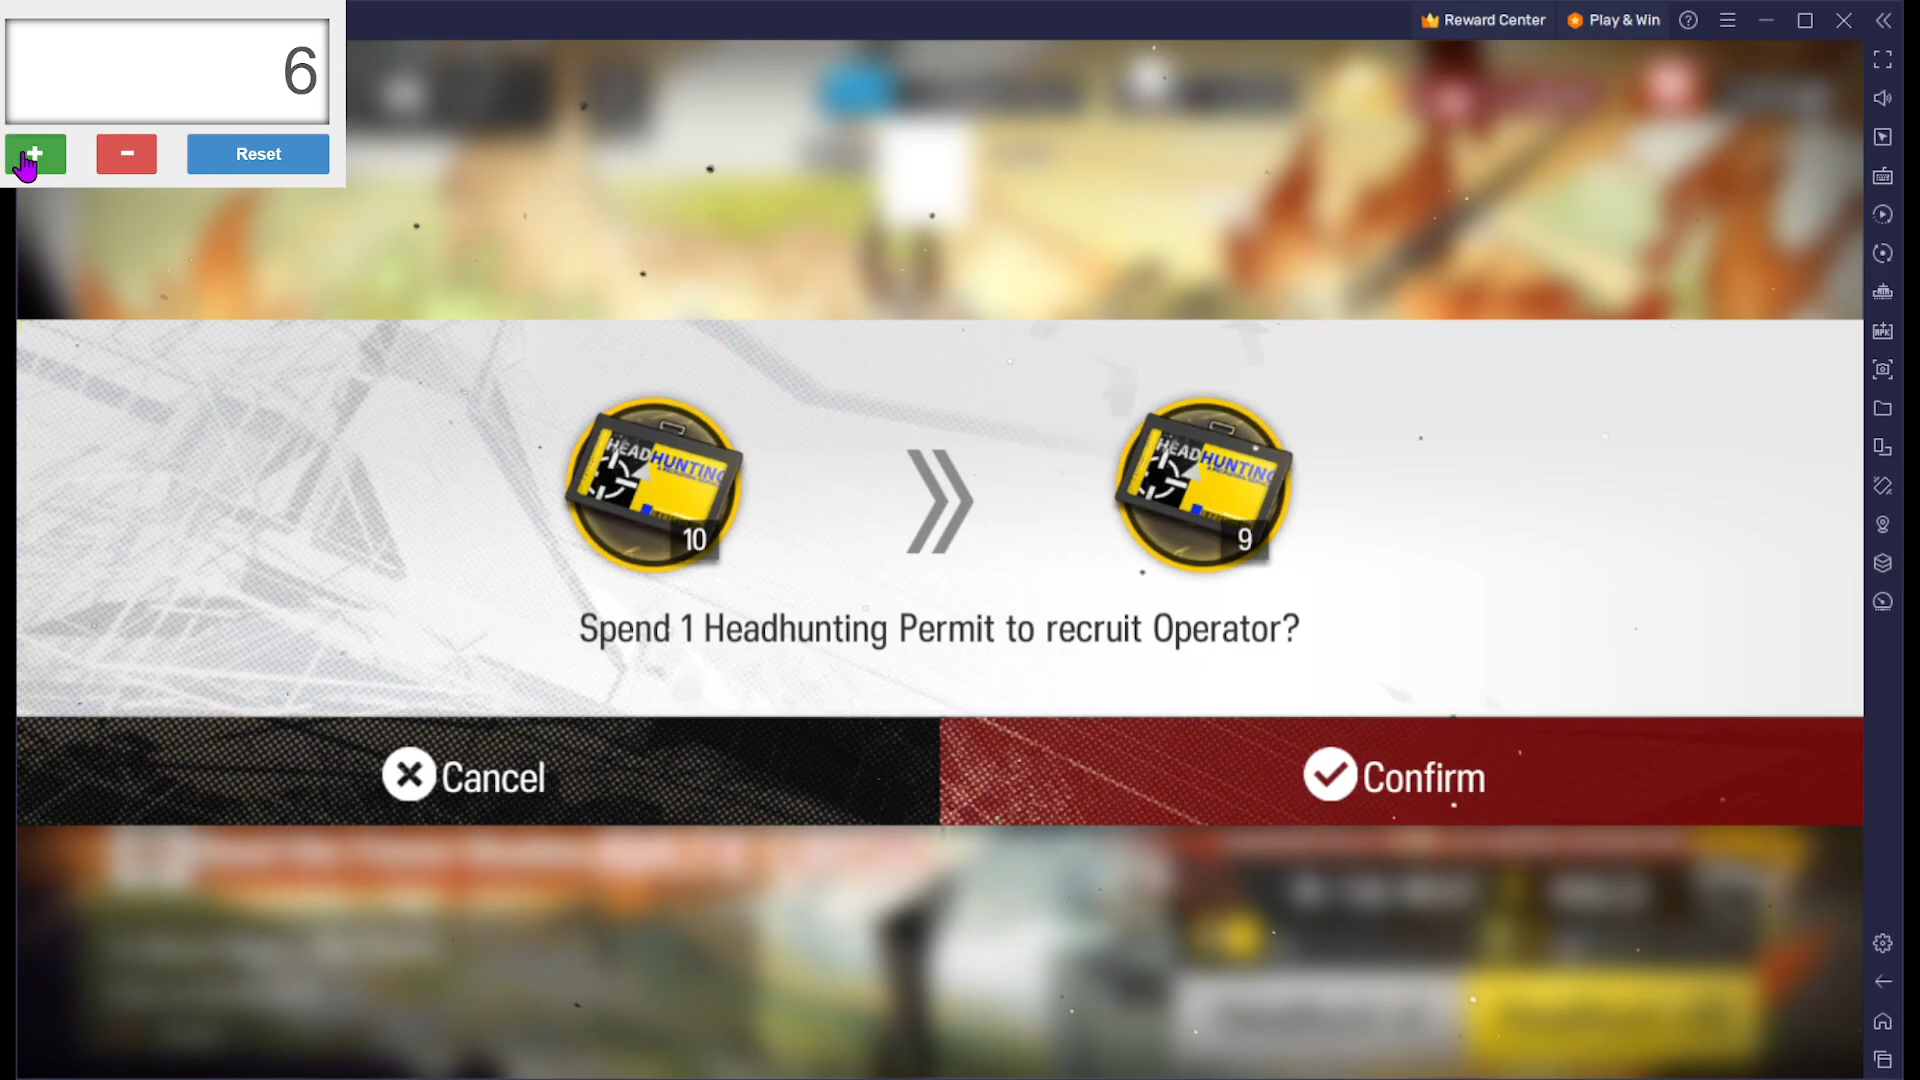 Reward Center
Play & Win
6
+
-
Reset
HEADHUNTING
10
HEADHUNTING
9
Spend 1 Headhunting Permit to recruit Operator?
Cancel
Confirm